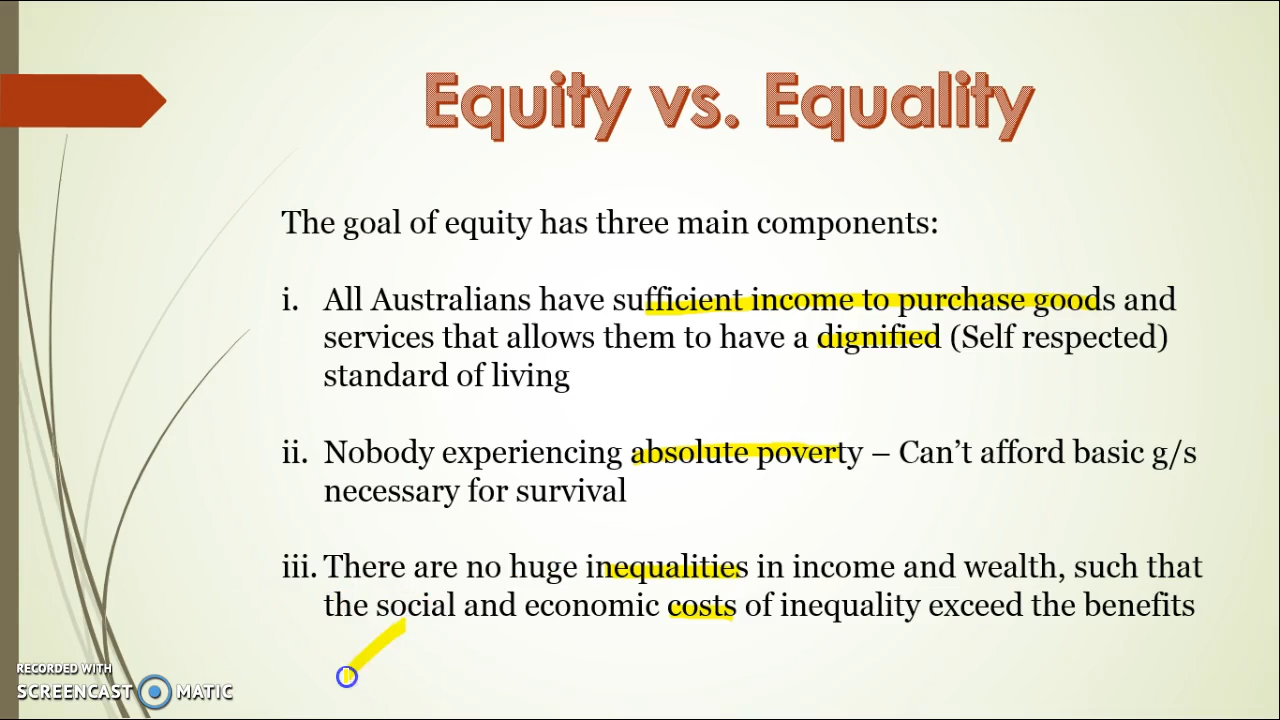 Equity vs. Equality
The goal of equity has three main components:
i. All Australians have sufficient income to purchase goods and
services that allows them to have a dignified (Self respected)
standard of living
ii. Nobody experiencing absolute poverty – Can't afford basic g/s
necessary for survival
iii. There are no huge inequalities in income and wealth, such that
the social and economic costs of inequality exceed the benefits
RECORDED WITH
SCREENCAST MATIC